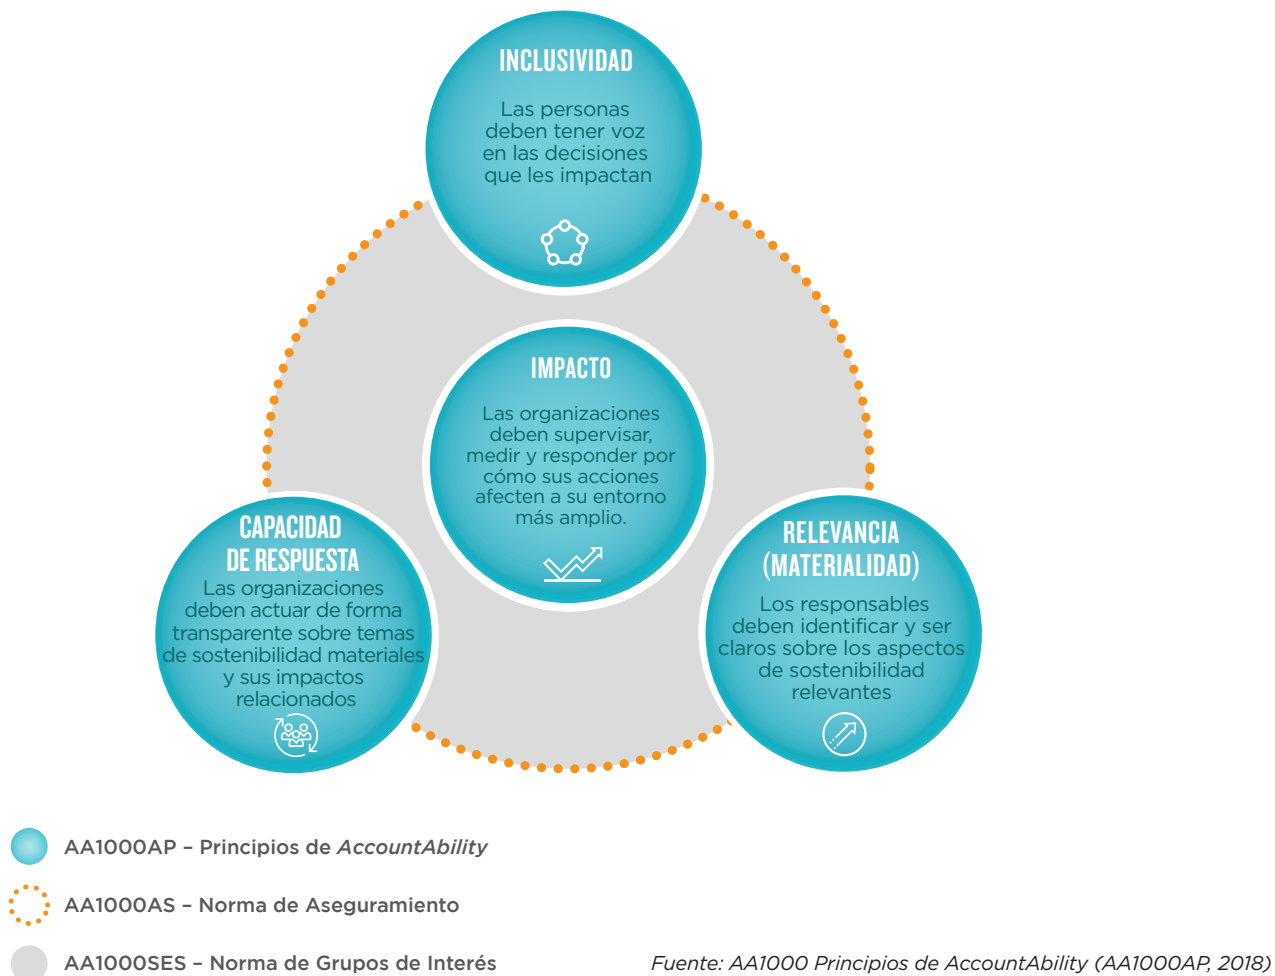 INCLUSIVIDAD
Las personas
deben tener voz
en las decisiones
que les impactan
IMPACTO
Las organizaciones
deben supervisar,
medir y responder por
cómo sus acciones
afecten a su entorno
más amplio.
CAPACIDAD
DE RESPUESTA
Las organizaciones
deben actuar de forma
transparente sobre temas
de sostenibilidad materiales
y sus impactos
relacionados
RELEVANCIA
(MATERIALIDAD)
Los responsables
deben identificar y ser
claros sobre los aspectos
de sostenibilidad
relevantes
AA1000AP – Principios de AccountAbility
AA1000AS – Norma de Aseguramiento
AA1000SES – Norma de Grupos de Interés
Fuente: AA1000 Principios de AccountAbility (AA1000AP, 2018)